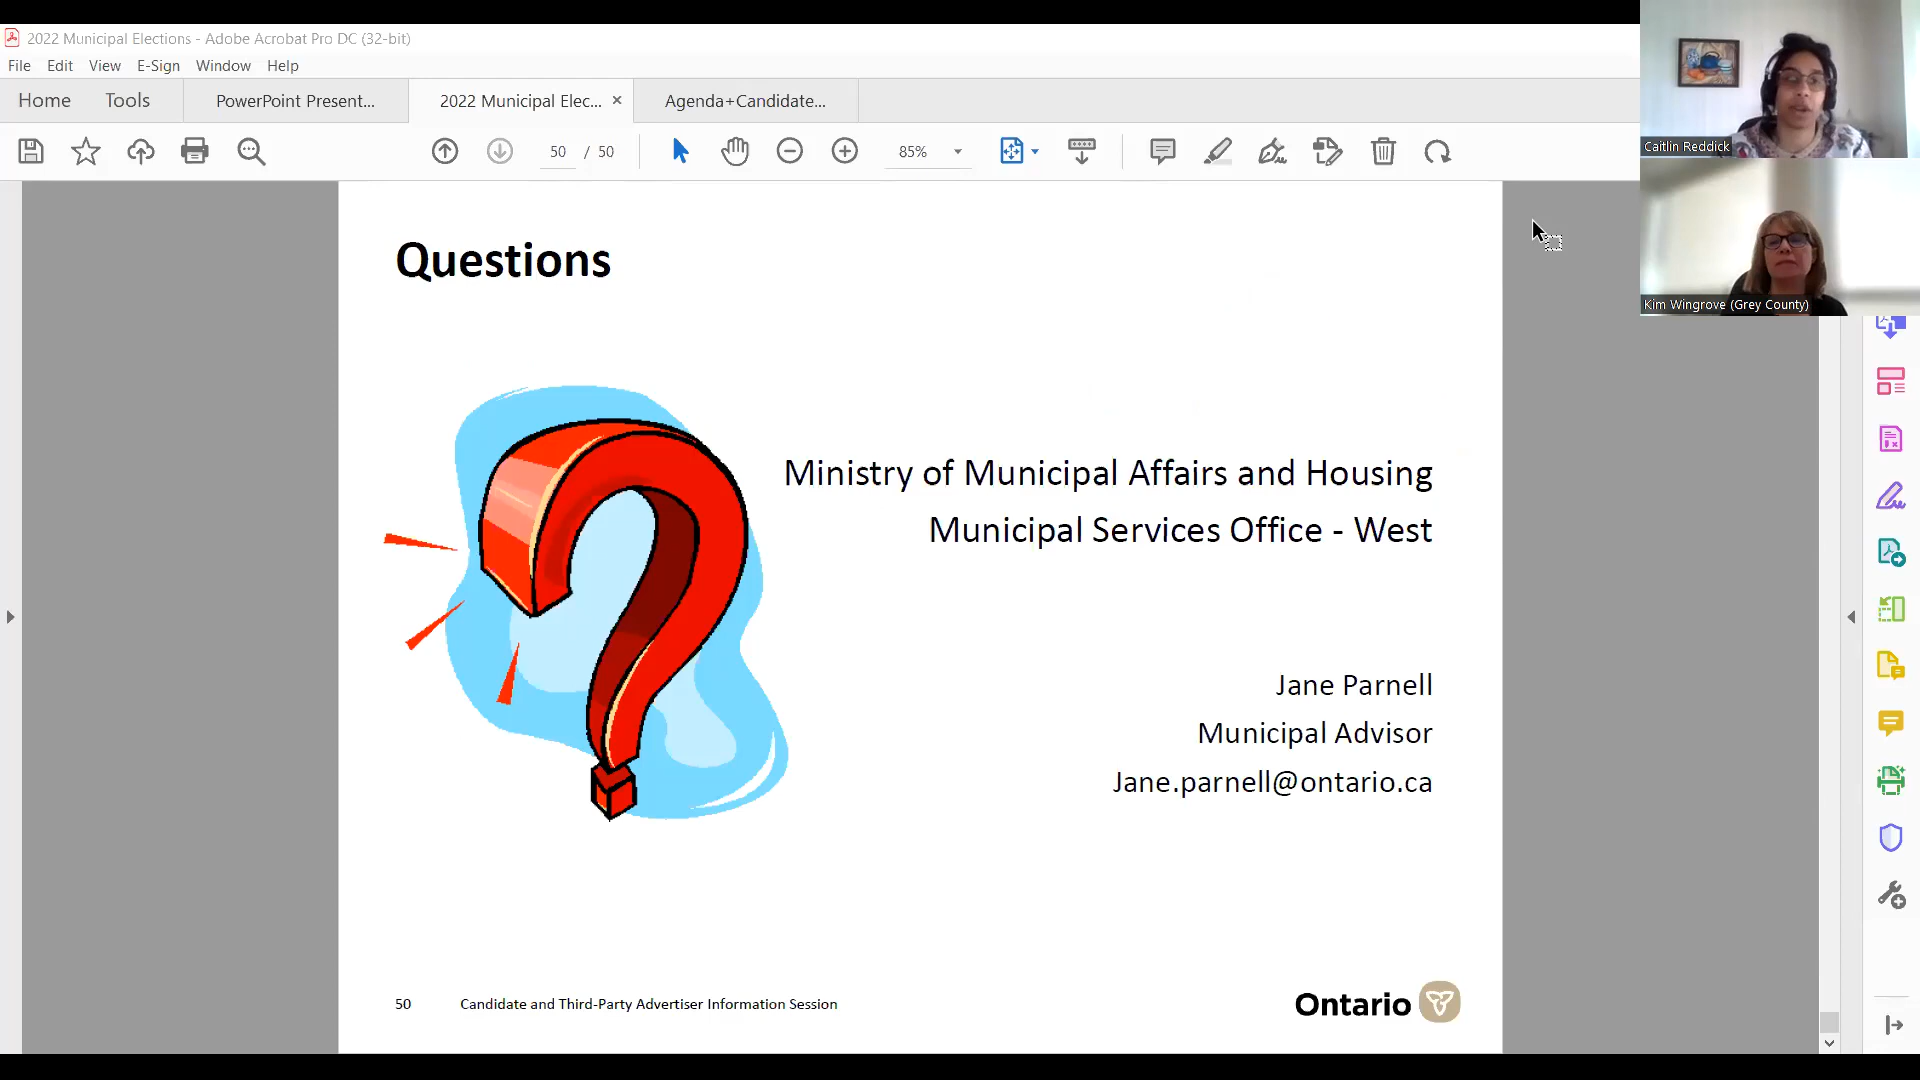 2022 Municipal Elections - Adobe Acrobat Pro DC (32-bit)
File Edit View E-Sign Window Help
Home Tools PowerPoint Present... 2022 Municipal Elec... × Agenda+Candidate...
50 / 50 85%
Caitlin Reddick
Kim Wingrove (Grey County)
Questions
Ministry of Municipal Affairs and Housing
Municipal Services Office - West
Jane Parnell
Municipal Advisor
Jane.parnell@ontario.ca
50 Candidate and Third-Party Advertiser Information Session
Ontario